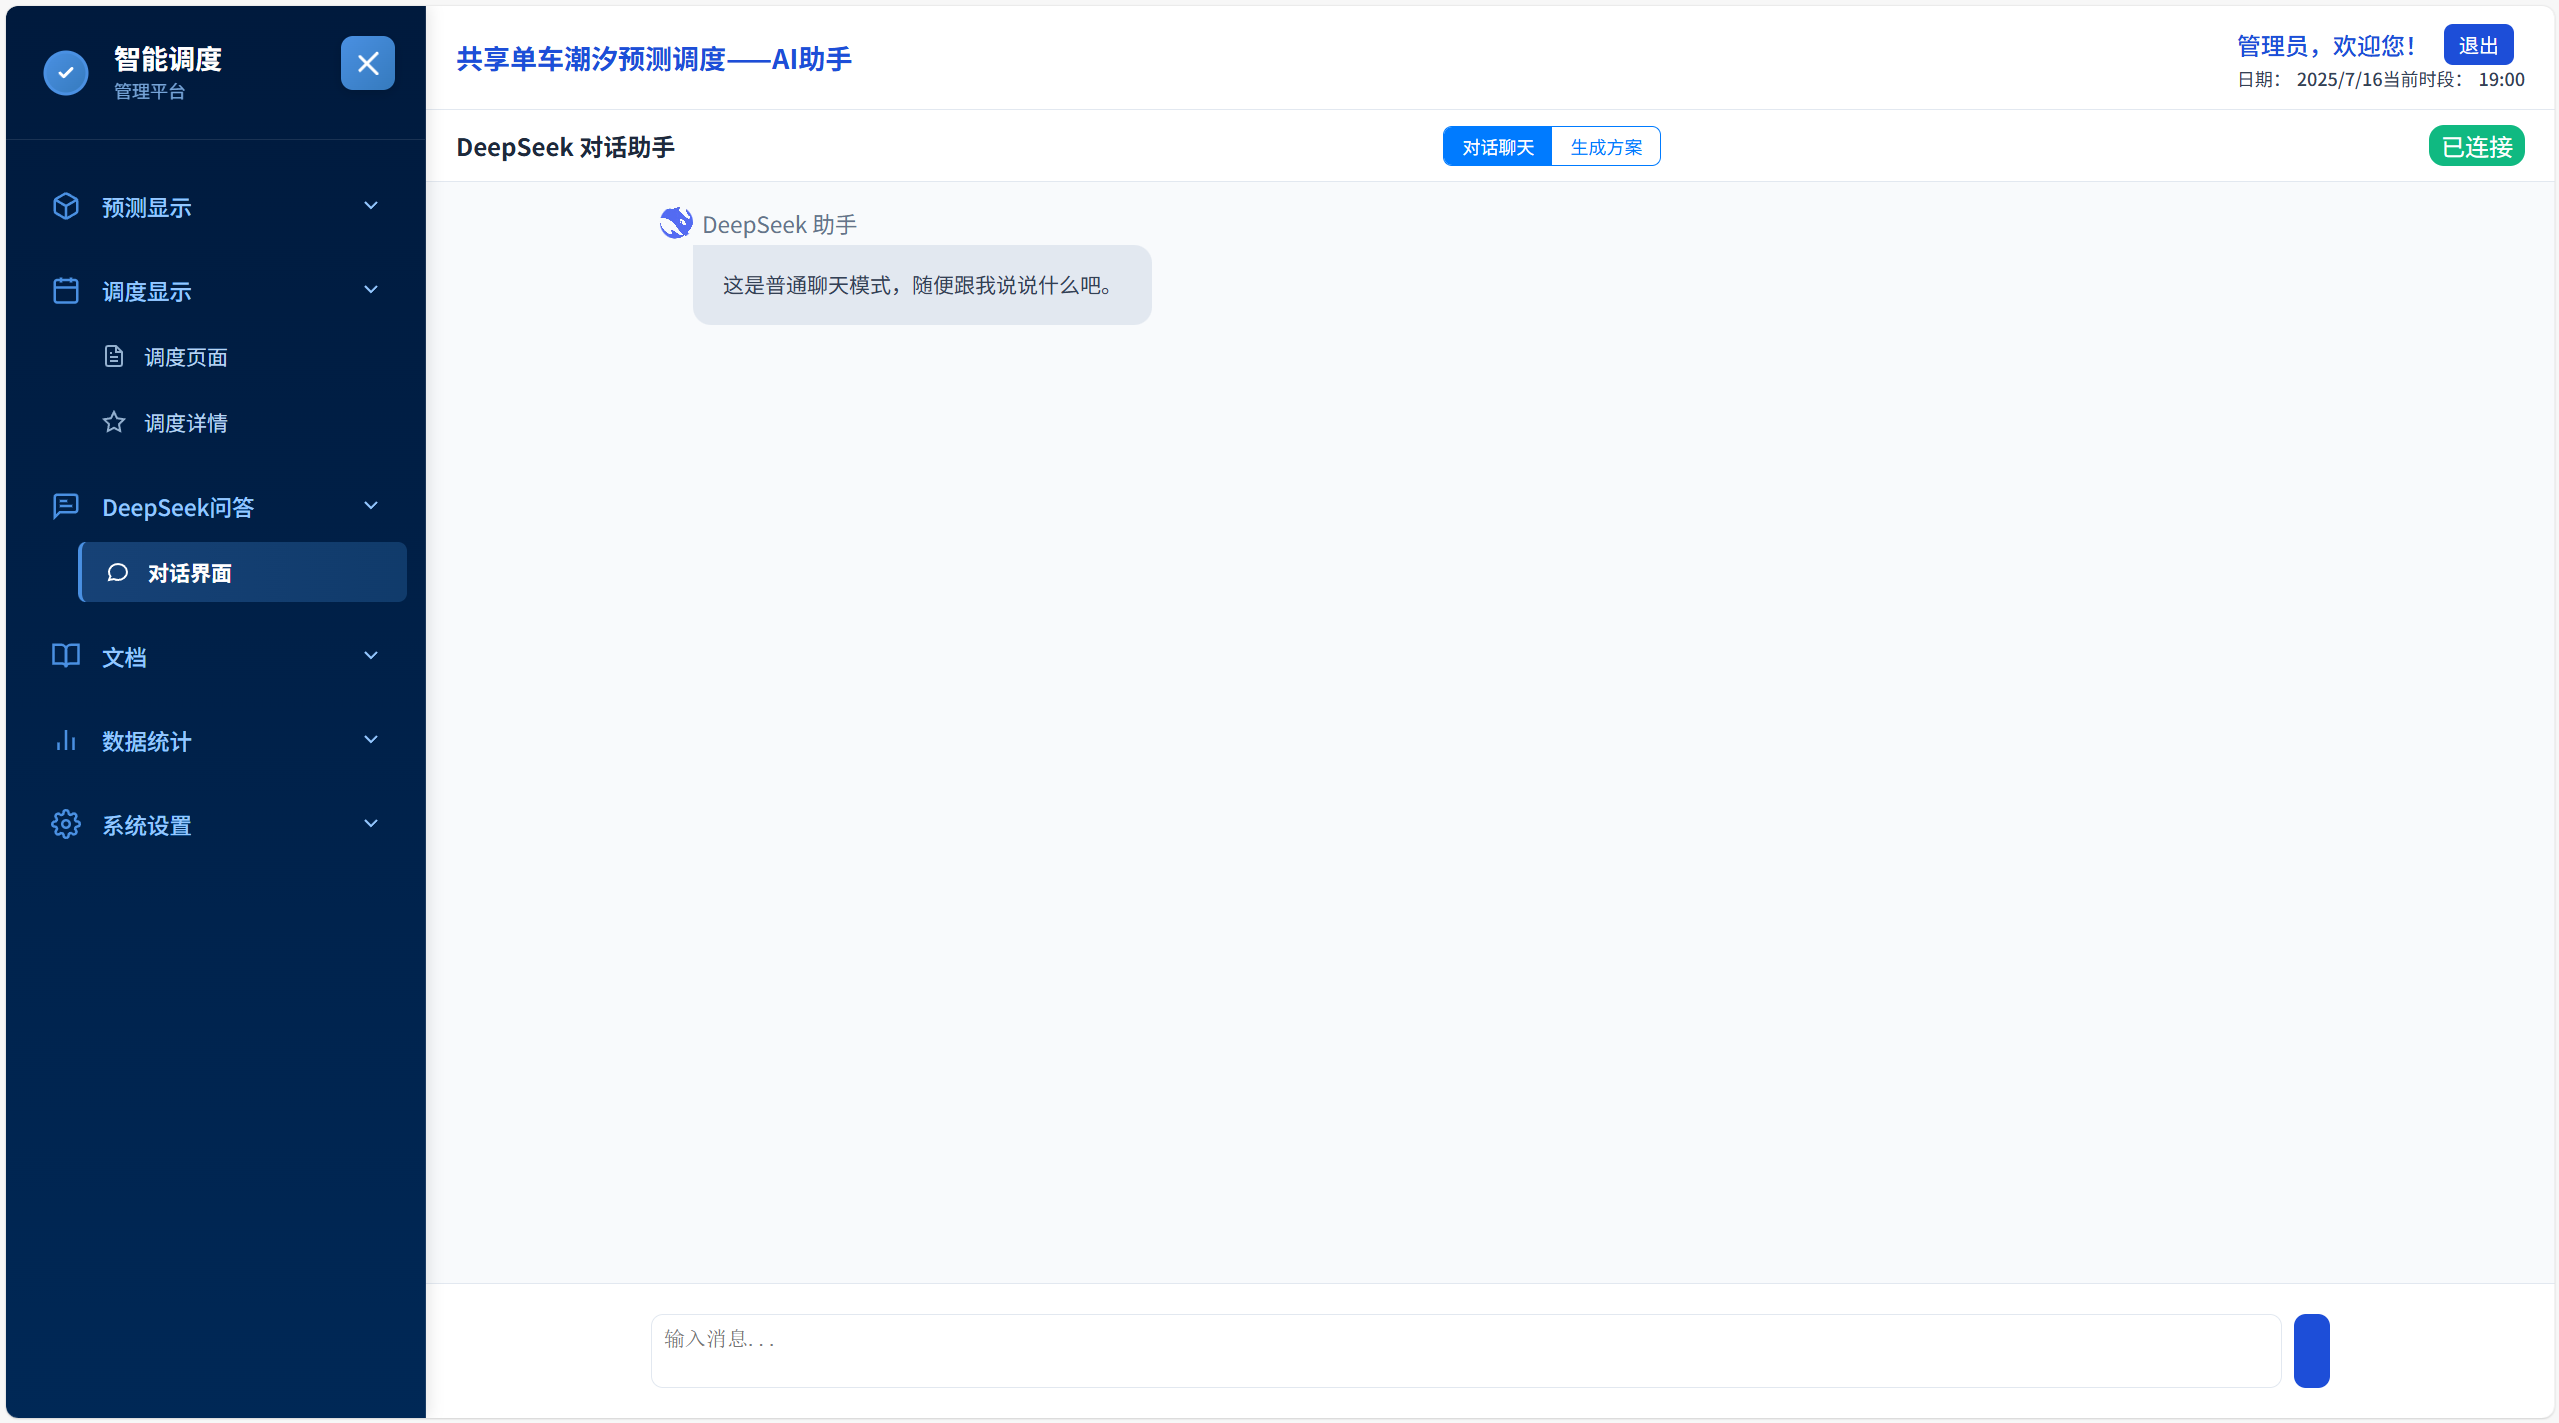 智能调度
管理平台
预测显示
调度显示
调度页面
调度详情
DeepSeek问答
对话界面
文档
数据统计
系统设置
共享单车潮汐预测调度——AI助手
管理员，欢迎您！ 退出
日期： 2025/7/16当前时段： 19:00
DeepSeek 对话助手
对话聊天 生成方案
已连接
DeepSeek 助手
这是普通聊天模式，随便跟我说说什么吧。
输入消息...